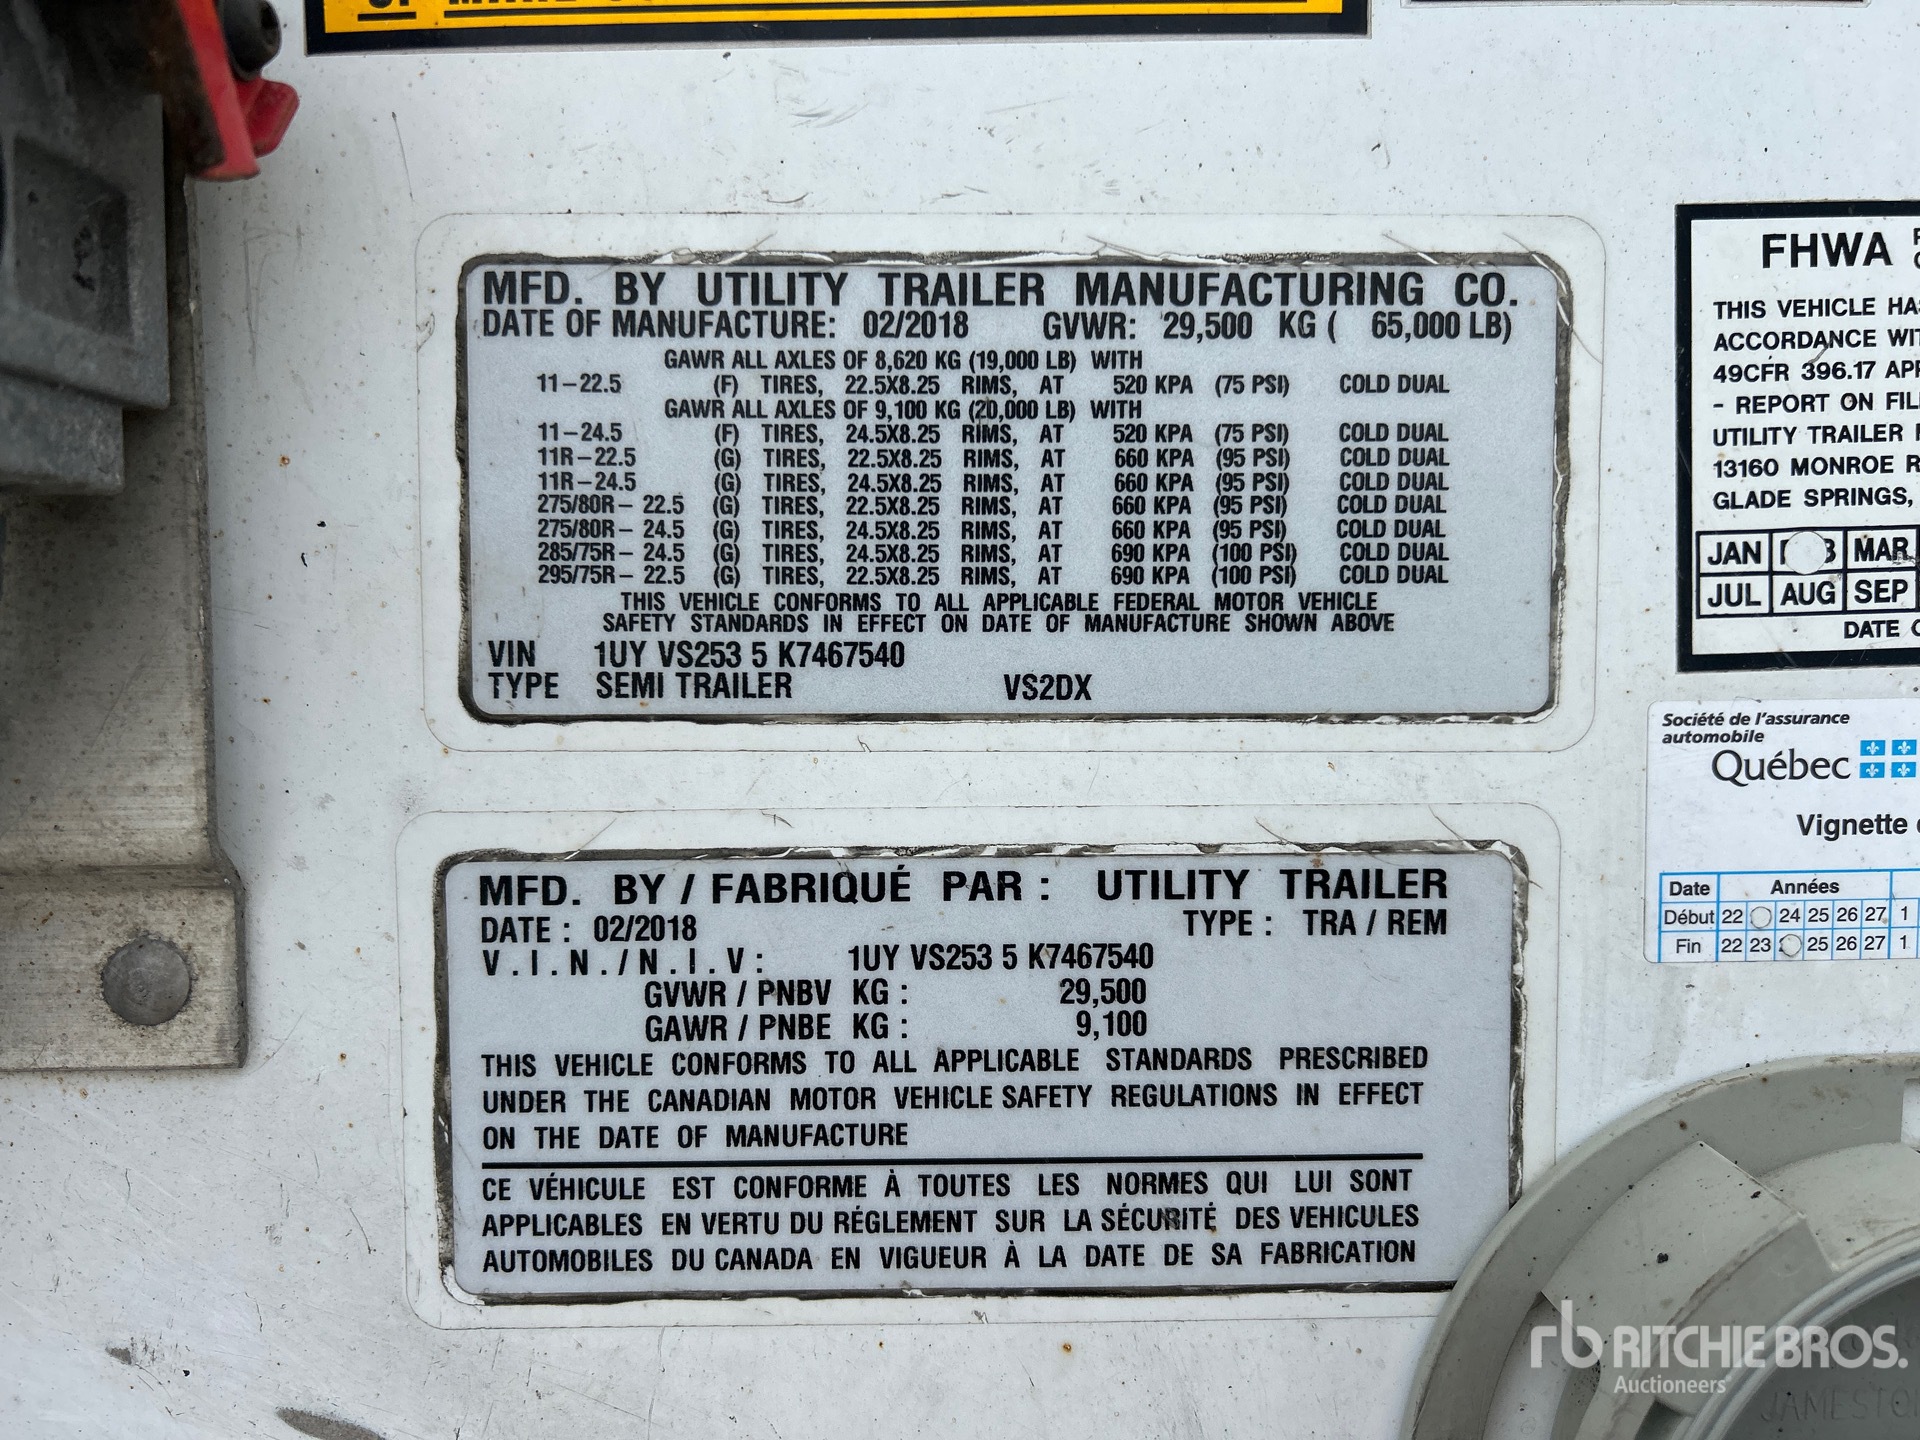 MFD. BY UTILITY TRAILER MANUFACTURING CO.
DATE OF MANUFACTURE: 02/2018 GVWR: 29,500 KG ( 65,000 LB)
GAWR ALL AXLES OF 8,620 KG (19,000 LB) WITH
11-22.5 (F) TIRES, 22.5X8.25 RIMS, AT 520 KPA (75 PSI) COLD DUAL
GAWR ALL AXLES OF 9,100 KG (20,000 LB) WITH
11-24.5 (F) TIRES, 24.5X8.25 RIMS, AT 520 KPA (75 PSI) COLD DUAL
11R-22.5 (G) TIRES, 22.5X8.25 RIMS, AT 660 KPA (95 PSI) COLD DUAL
11R-24.5 (G) TIRES, 24.5X8.25 RIMS, AT 660 KPA (95 PSI) COLD DUAL
275/80R-22.5 (G) TIRES, 22.5X8.25 RIMS, AT 660 KPA (95 PSI) COLD DUAL
275/80R-24.5 (G) TIRES, 24.5X8.25 RIMS, AT 660 KPA (95 PSI) COLD DUAL
285/75R-24.5 (G) TIRES, 24.5X8.25 RIMS, AT 690 KPA (100 PSI) COLD DUAL
295/75R-22.5 (G) TIRES, 22.5X8.25 RIMS, AT 690 KPA (100 PSI) COLD DUAL
THIS VEHICLE CONFORMS TO ALL APPLICABLE FEDERAL MOTOR VEHICLE
SAFETY STANDARDS IN EFFECT ON DATE OF MANUFACTURE SHOWN ABOVE
VIN 1UY VS253 5 K7467540
TYPE SEMI TRAILER VS2DX
MFD. BY / FABRIQUÉ PAR : UTILITY TRAILER
DATE : 02/2018 TYPE : TRA / REM
V.I.N./N.I.V: 1UY VS253 5 K7467540
GVWR / PNBV KG : 29,500
GAWR / PNBE KG : 9,100
THIS VEHICLE CONFORMS TO ALL APPLICABLE STANDARDS PRESCRIBED
UNDER THE CANADIAN MOTOR VEHICLE SAFETY REGULATIONS IN EFFECT
ON THE DATE OF MANUFACTURE
CE VÉHICULE EST CONFORME À TOUTES LES NORMES QUI LUI SONT
APPLICABLES EN VERTU DU RÉGLEMENT SUR LA SÉCURITÉ DES VEHICULES
AUTOMOBILES DU CANADA EN VIGUEUR À LA DATE DE SA FABRICATION
FHWA
THIS VEHICLE
ACCORDANCE
49CFR 396.17
- REPORT ON
UTILITY TRAILER
13160 MONROE
GLADE SPRINGS,
JAN MAR
JUL AUG SEP
DATE
Société de l'assurance
automobile
Québec
Vignette
Date Années
Début 22 24 25 26 27 1
Fin 22 23 25 26 27 1
rb RITCHIE BROS.
Auctioneers